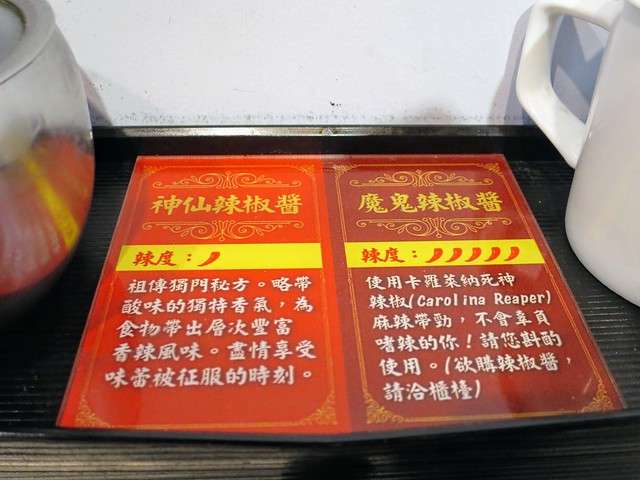 神仙辣椒醬
辣度：
祖傳獨門秘方。略帶
酸味的獨特香氣，為
食物帶出層次豐富
香辣風味。盡情享受
味蕾被征服的時刻。
魔鬼辣椒醬
辣度：
使用卡羅萊納死神
辣椒(Carolina Reaper)
麻辣帶勁，不會辜負
嗜辣的你！請您斟酌
使用。(欲購辣椒醬，
請洽櫃檯)